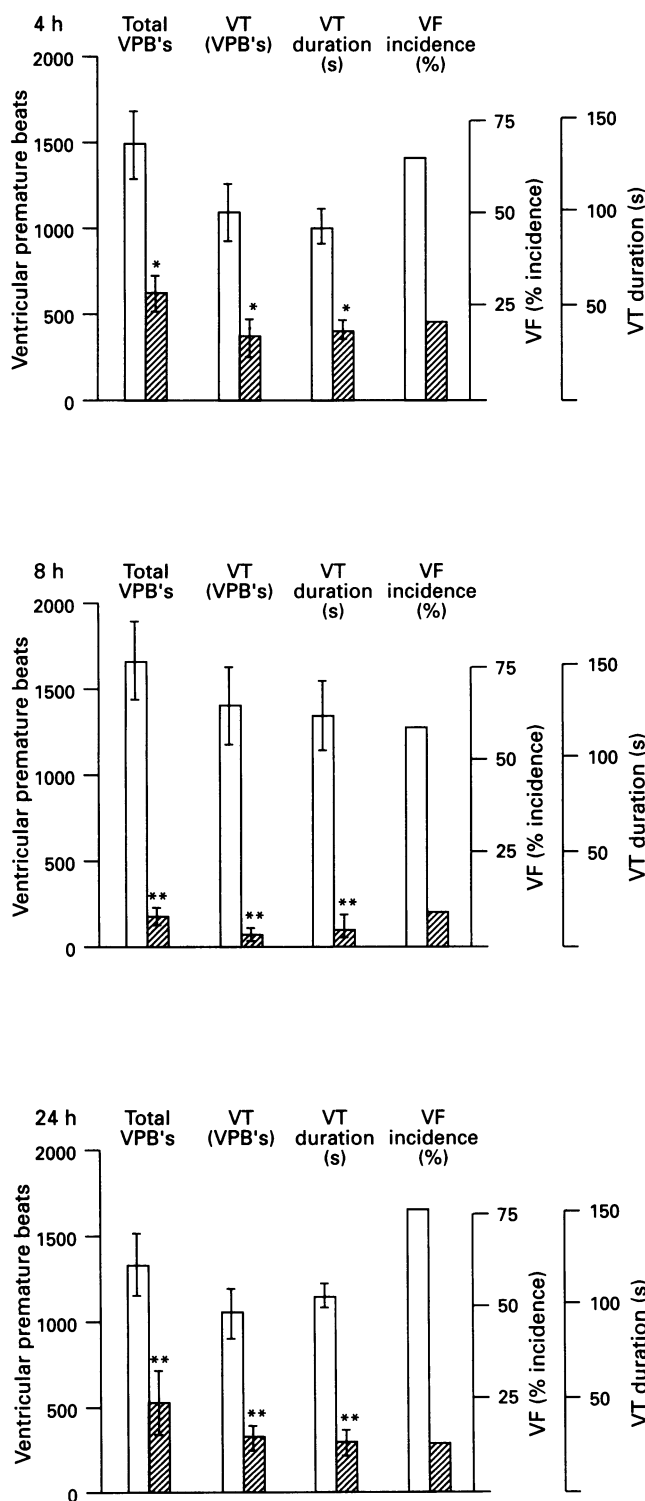 4 h
Total VPB's
VT (VPB's)
VT duration (s)
VF incidence (%)
Ventricular premature beats
2000
1500
1000
500
0
*
*
*
75
50
25
VF (% incidence)
150
100
50
VT duration (s)
8 h
Total VPB's
VT (VPB's)
VT duration (s)
VF incidence (%)
Ventricular premature beats
2000
1500
1000
500
0
**
**
**
75
50
25
VF (% incidence)
150
100
50
VT duration (s)
24 h
Total VPB's
VT (VPB's)
VT duration (s)
VF incidence (%)
Ventricular premature beats
2000
1500
1000
500
0
**
**
**
75
50
25
VF (% incidence)
150
100
50
VT duration (s)